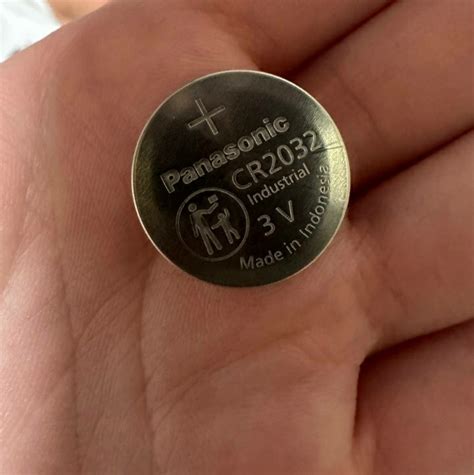 +
Panasonic
CR2032
Industrial
3 V
Made in Indonesia